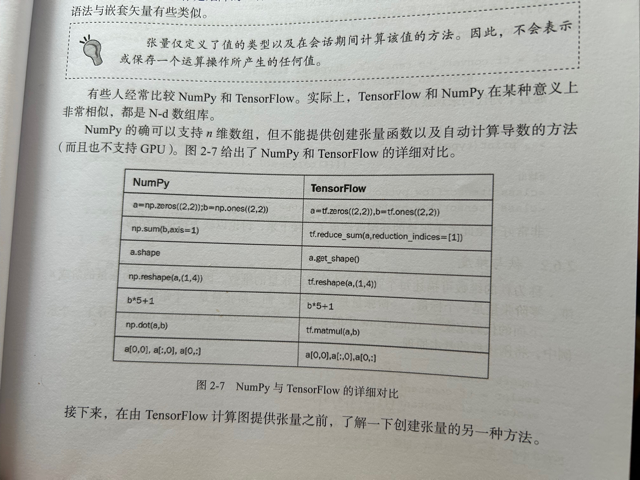 语法与嵌套矢量有些类似。
张量仅定义了值的类型以及在会话期间计算该值的方法。因此，不会表示
或保存一个运算操作所产生的任何值。
有些人经常比较 NumPy 和 TensorFlow。实际上，TensorFlow 和 NumPy 在某种意义上
非常相似，都是 N-d 数组库。
NumPy 的确可以支持 n 维数组，但不能提供创建张量函数以及自动计算导数的方法
（而且也不支持 GPU）。图 2-7 给出了 NumPy 和 TensorFlow 的详细对比。
NumPy TensorFlow
a=np.zeros((2,2));b=np.ones((2,2)) a=tf.zeros((2,2)),b=tf.ones((2,2))
np.sum(b,axis=1) tf.reduce_sum(a,reduction_indices=[1])
a.shape a.get_shape()
np.reshape(a,(1,4)) tf.reshape(a,(1,4))
b*5+1 b*5+1
np.dot(a,b) tf.matmul(a,b)
a[0,0], a[:,0], a[0,:] a[0,0],a[:,0],a[0,:]
图 2-7 NumPy 与 TensorFlow 的详细对比
接下来，在由 TensorFlow 计算图提供张量之前，了解一下创建张量的另一种方法。